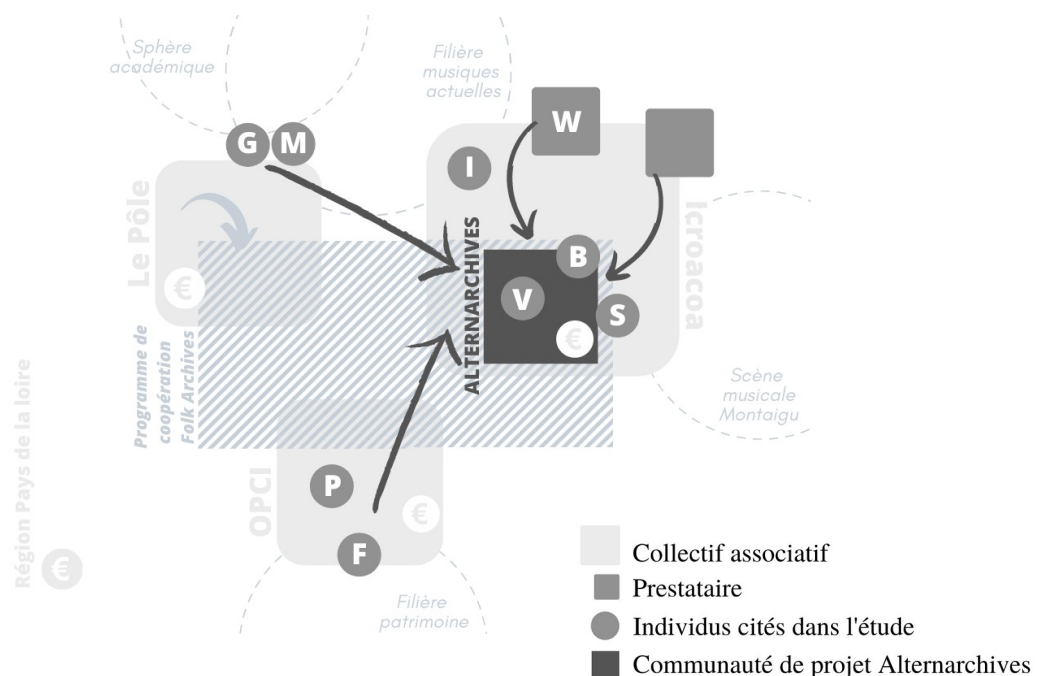 Sphère
académique
Filière
musiques
actuelles
W
G
M
I
Le Pôle
Icroacoa
ALTERNARCHIVES
B
V
S
€
€
Programme de
coopération
Folk Archives
Scène
musicale
Montaigu
Région Pays de la loire
€
OPCI
P
€
F
Filière
patrimoine
Collectif associatif
Prestataire
Individus cités dans l'étude
Communauté de projet Alternarchives